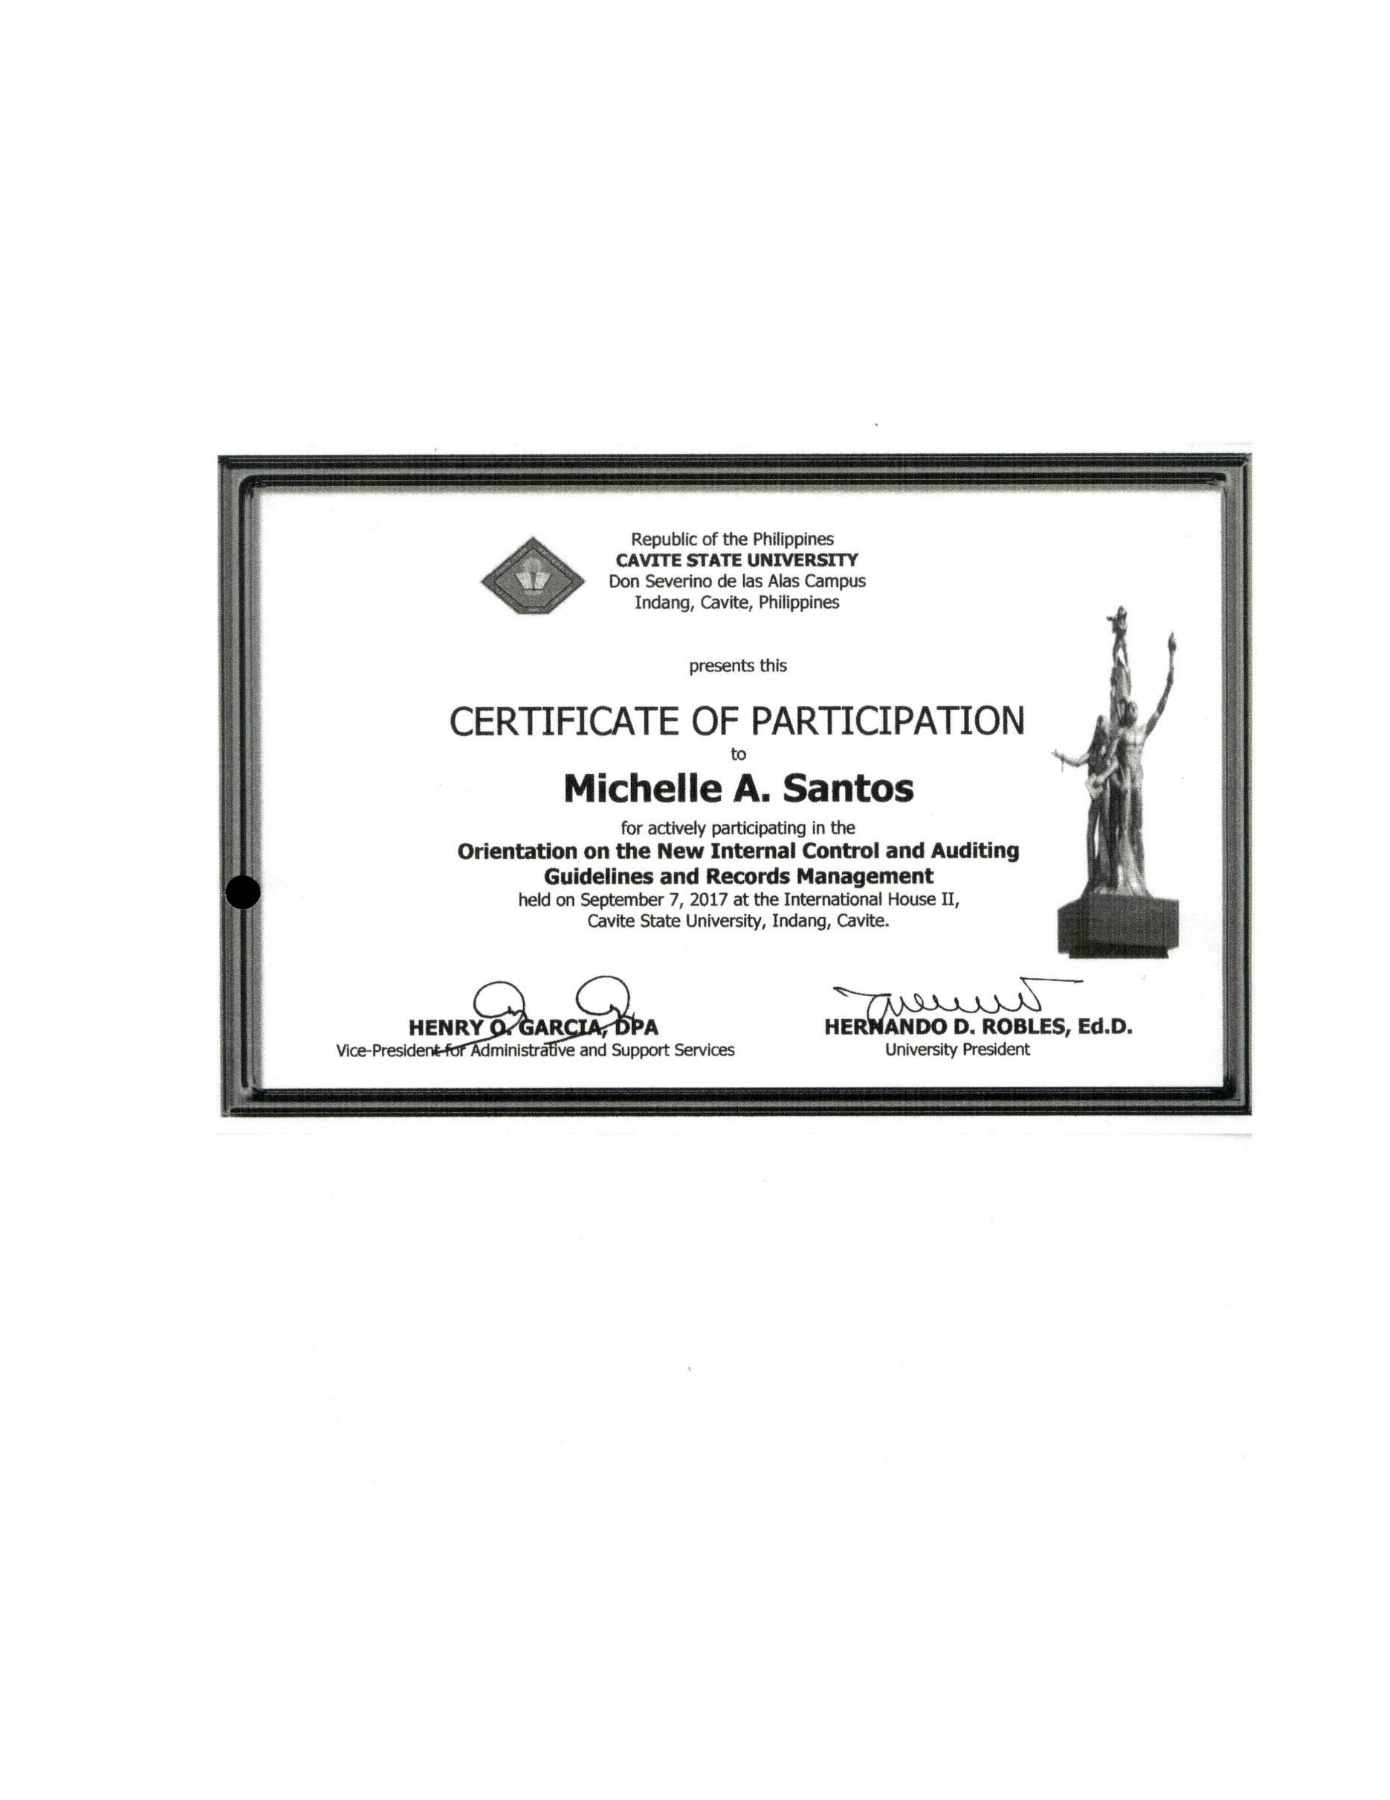 Republic of the Philippines
CAVITE STATE UNIVERSITY
Don Severino de las Alas Campus
Indang, Cavite, Philippines
presents this
CERTIFICATE OF PARTICIPATION
to
Michelle A. Santos
for actively participating in the
Orientation on the New Internal Control and Auditing
Guidelines and Records Management
held on September 7, 2017 at the International House II,
Cavite State University, Indang, Cavite.
HENRY O. GARCIA, DPA
Vice-President for Administrative and Support Services
HERNANDO D. ROBLES, Ed.D.
University President